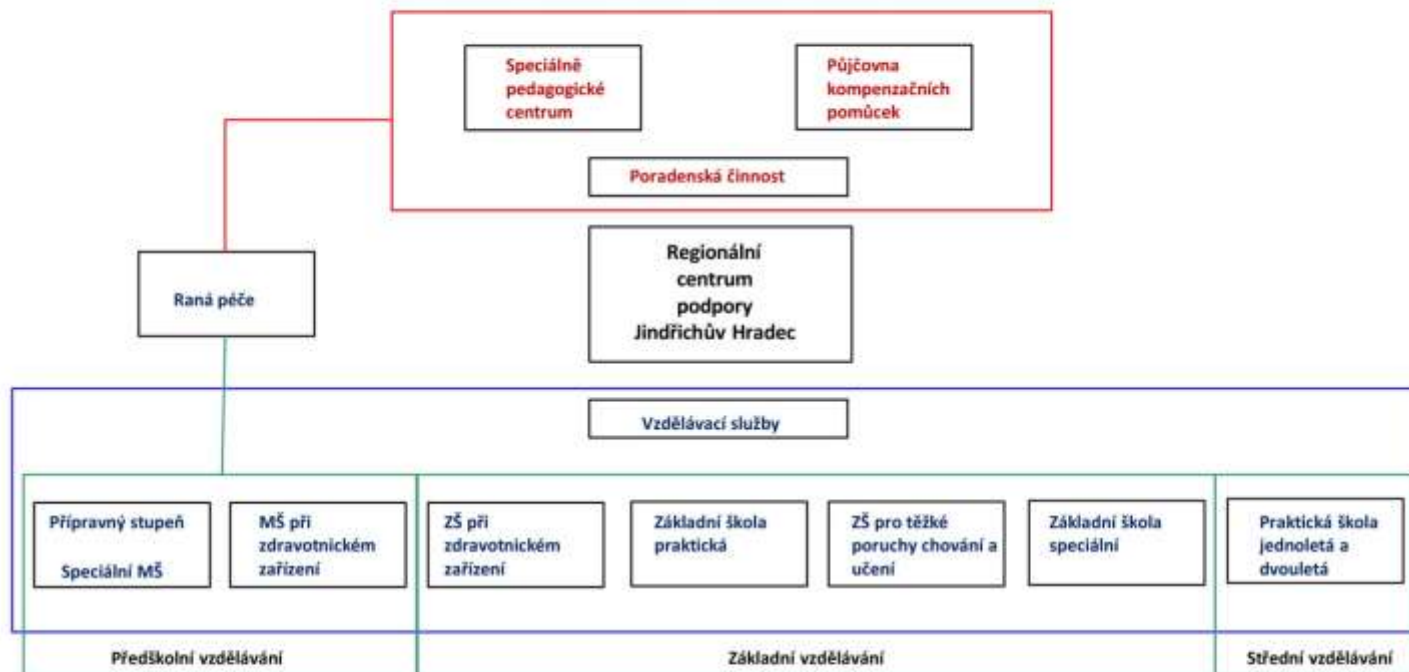 Speciálně
pedagogické
centrum
Půjčovna
kompenzačních
pomůcek
Poradenská činnost
Regionální
centrum
podpory
Jindřichův Hradec
Raná péče
Vzdělávací služby
Přípravný stupeň
Speciální MŠ
MŠ při
zdravotnickém
zařízení
ZŠ při
zdravotnickém
zařízení
Základní škola
praktická
ZŠ pro těžké
poruchy chování a
učení
Základní škola
speciální
Praktická škola
jednoletá a
dvouletá
Předškolní vzdělávání
Základní vzdělávání
Střední vzdělávání